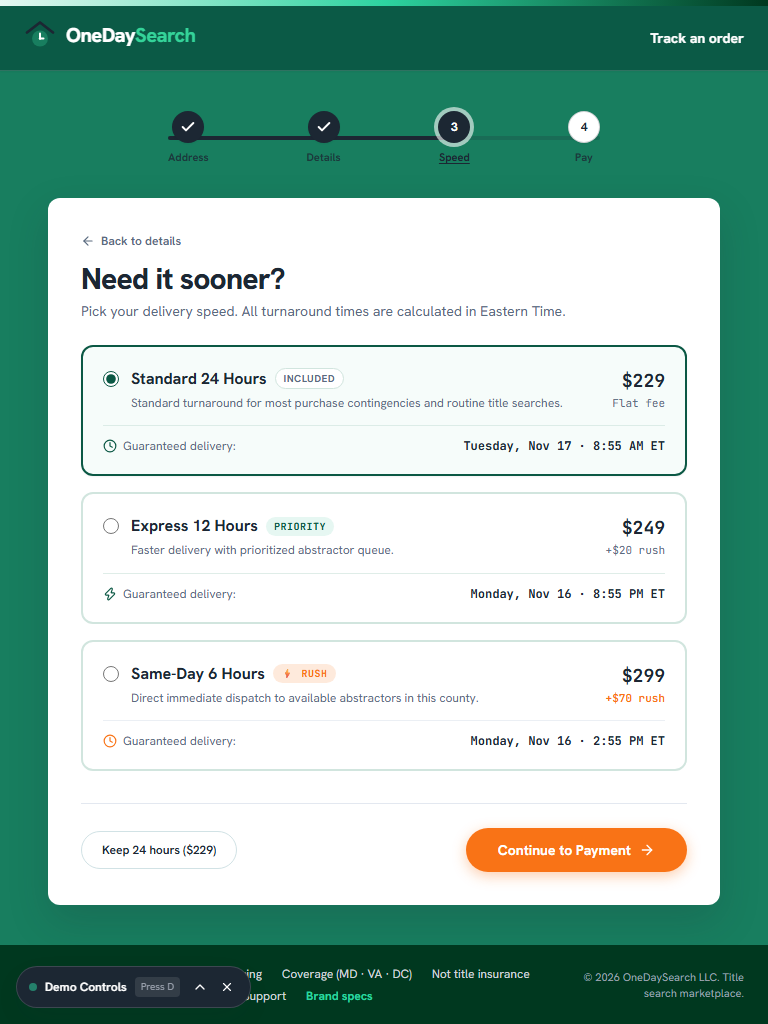 OneDaySearch
Track an order
3
4
Address
Details
Speed
Pay
Back to details
Need it sooner?
Pick your delivery speed. All turnaround times are calculated in Eastern Time.
Standard 24 Hours INCLUDED $229
Standard turnaround for most purchase contingencies and routine title searches. Flat fee
Guaranteed delivery: Tuesday, Nov 17 · 8:55 AM ET
Express 12 Hours PRIORITY $249
Faster delivery with prioritized abstractor queue. +$20 rush
Guaranteed delivery: Monday, Nov 16 · 8:55 PM ET
Same-Day 6 Hours RUSH $299
Direct immediate dispatch to available abstractors in this county. +$70 rush
Guaranteed delivery: Monday, Nov 16 · 2:55 PM ET
Keep 24 hours ($229)
Continue to Payment
Coverage (MD · VA · DC) Not title insurance
Brand specs
© 2026 OneDaySearch LLC. Title
search marketplace.
Demo Controls Press D